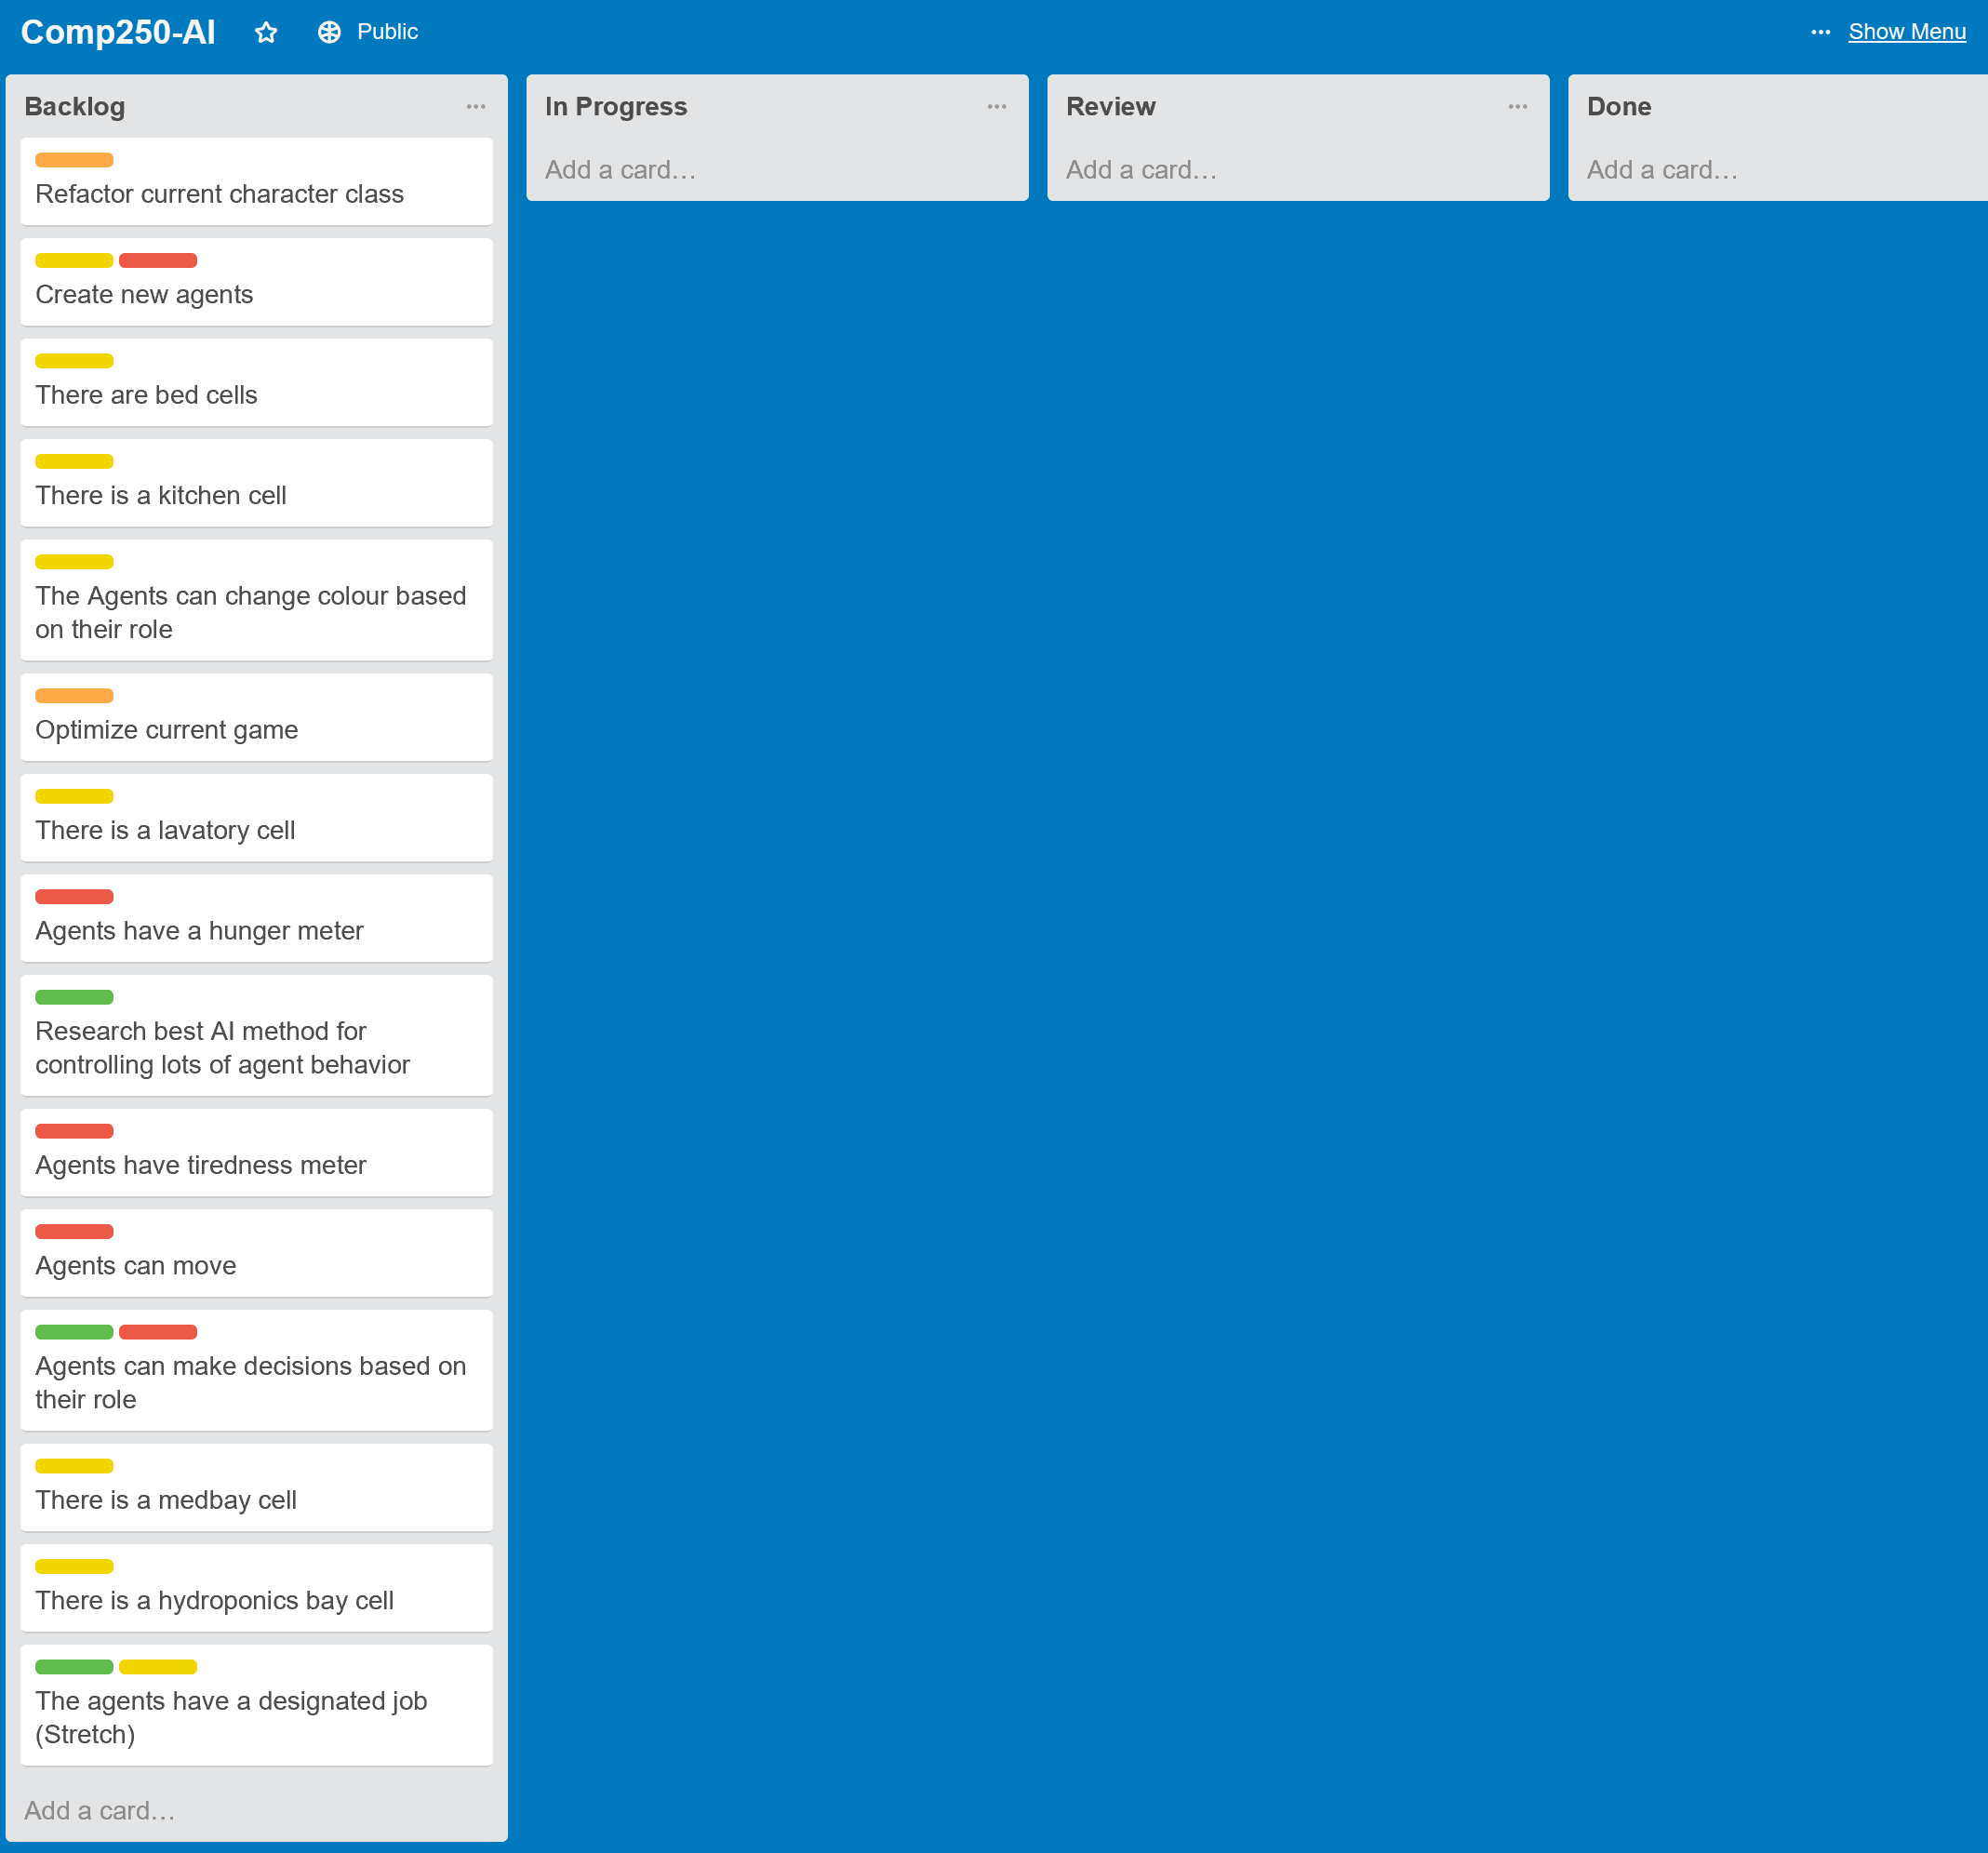 Comp250-AI Public ... Show Menu
Backlog ...
Refactor current character class
Create new agents
There are bed cells
There is a kitchen cell
The Agents can change colour based
on their role
Optimize current game
There is a lavatory cell
Agents have a hunger meter
Research best AI method for
controlling lots of agent behavior
Agents have tiredness meter
Agents can move
Agents can make decisions based on
their role
There is a medbay cell
There is a hydroponics bay cell
The agents have a designated job
(Stretch)
Add a card…
In Progress ...
Add a card…
Review ...
Add a card…
Done
Add a card…